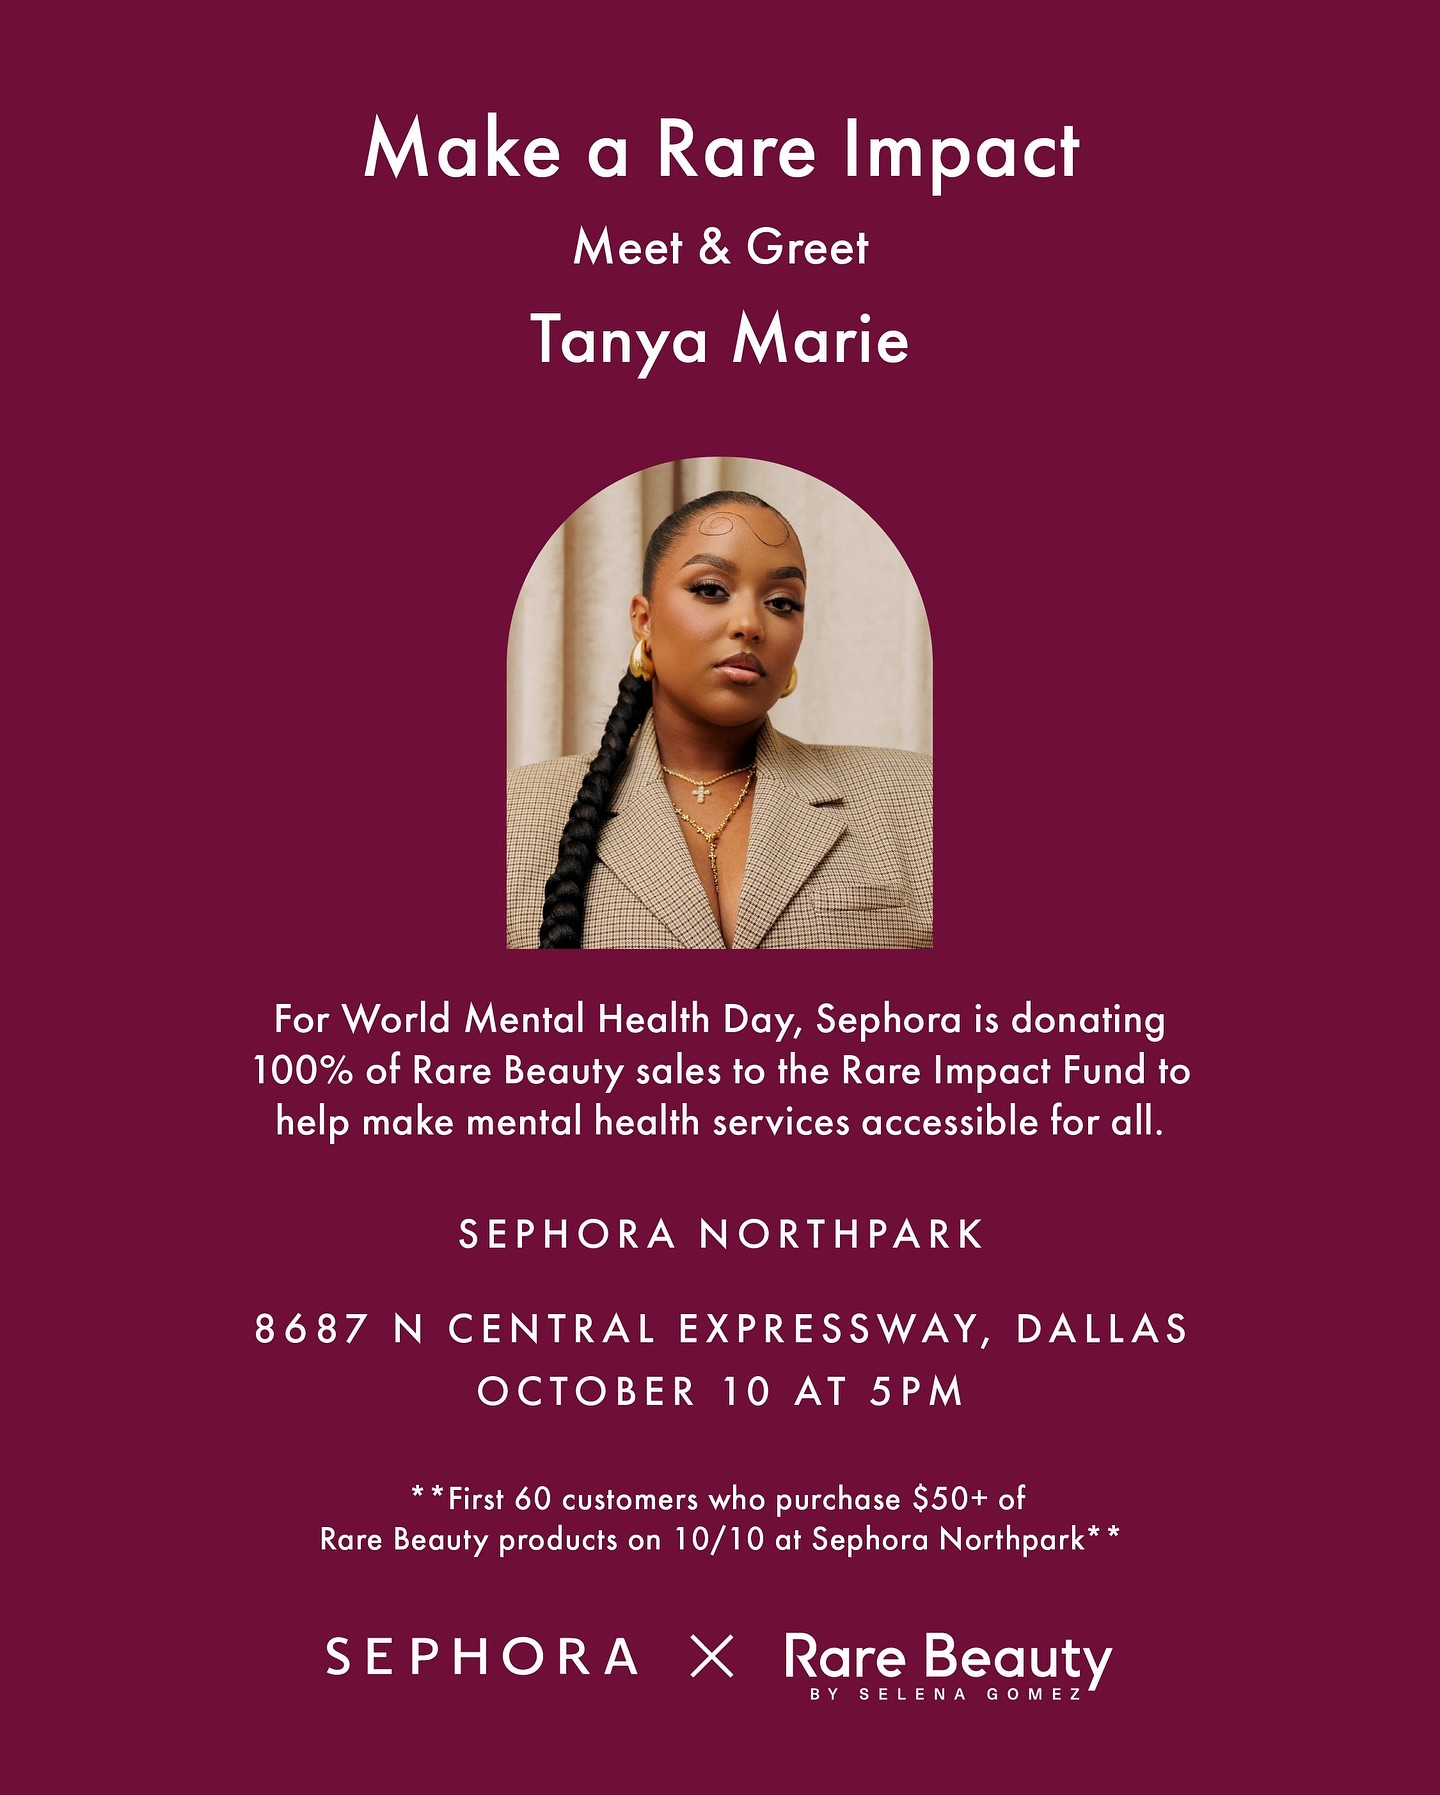 Make a Rare Impact
Meet & Greet
Tanya Marie
For World Mental Health Day, Sephora is donating
100% of Rare Beauty sales to the Rare Impact Fund to
help make mental health services accessible for all.
SEPHORA NORTHPARK
8687 N CENTRAL EXPRESSWAY, DALLAS
OCTOBER 10 AT 5PM
**First 60 customers who purchase $50+ of
Rare Beauty products on 10/10 at Sephora Northpark**
SEPHORA X Rare Beauty
BY SELENA GOMEZ